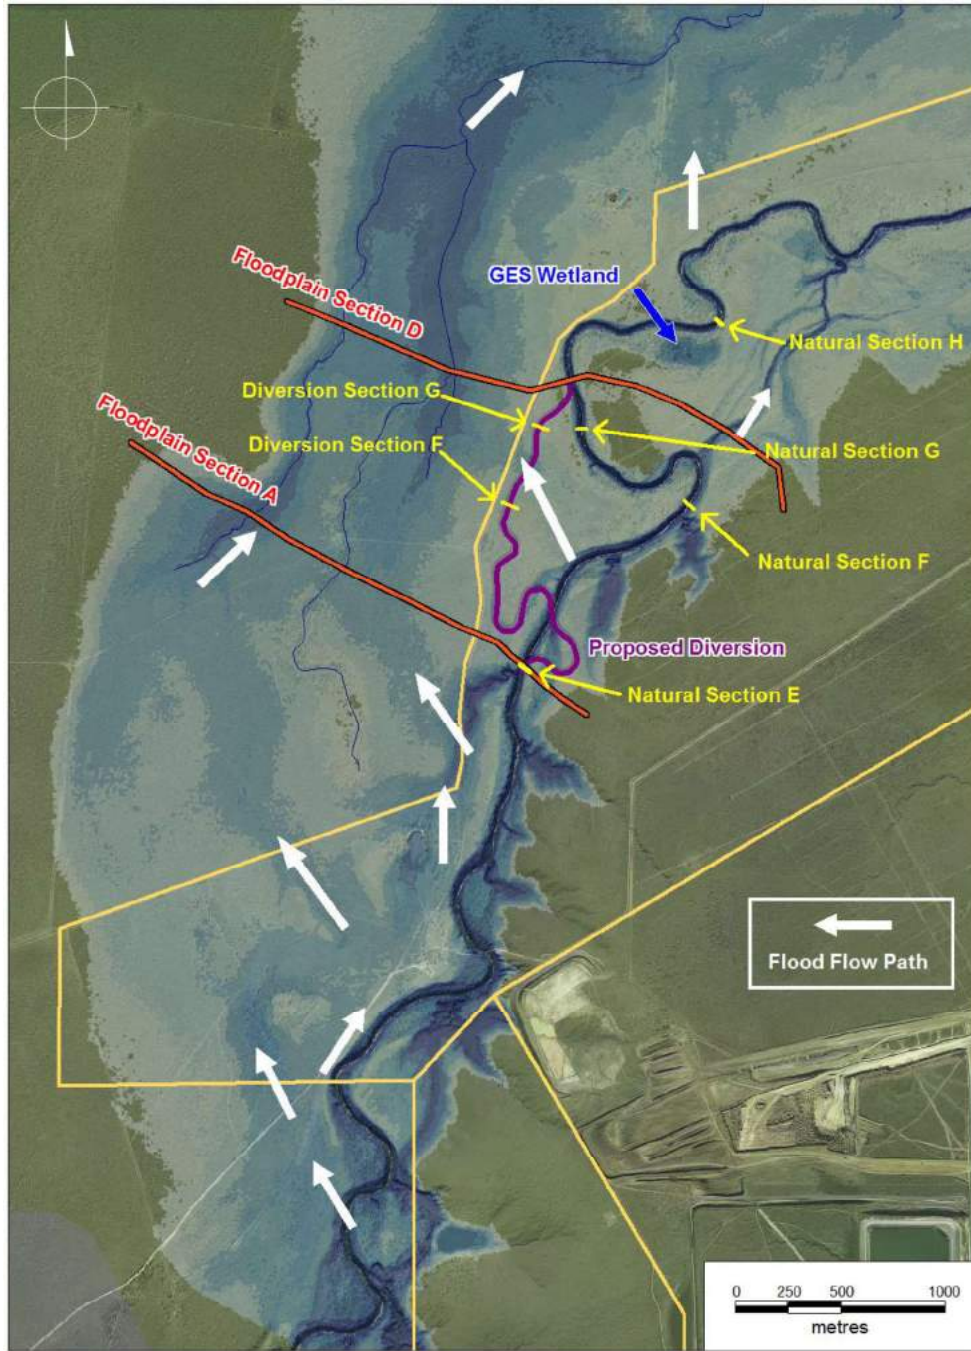 Floodplain Section D
GES Wetland
Natural Section H
Diversion Section G
Floodplain Section A
Diversion Section F
Natural Section G
Natural Section F
Proposed Diversion
Natural Section E
Flood Flow Path
0 250 500 1000
metres